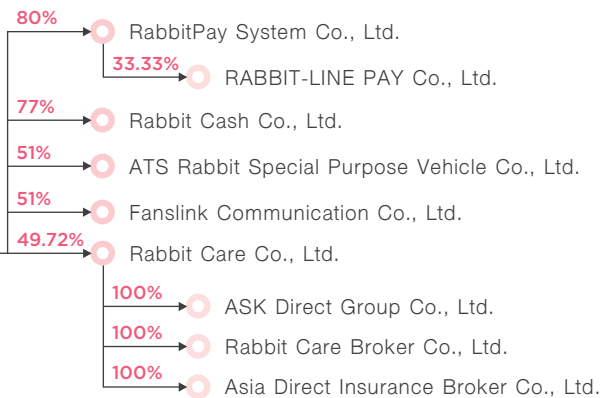 80%
RabbitPay System Co., Ltd.
33.33%
RABBIT-LINE PAY Co., Ltd.
77%
Rabbit Cash Co., Ltd.
51%
ATS Rabbit Special Purpose Vehicle Co., Ltd.
51%
Fanslink Communication Co., Ltd.
49.72%
Rabbit Care Co., Ltd.
100%
ASK Direct Group Co., Ltd.
100%
Rabbit Care Broker Co., Ltd.
100%
Asia Direct Insurance Broker Co., Ltd.